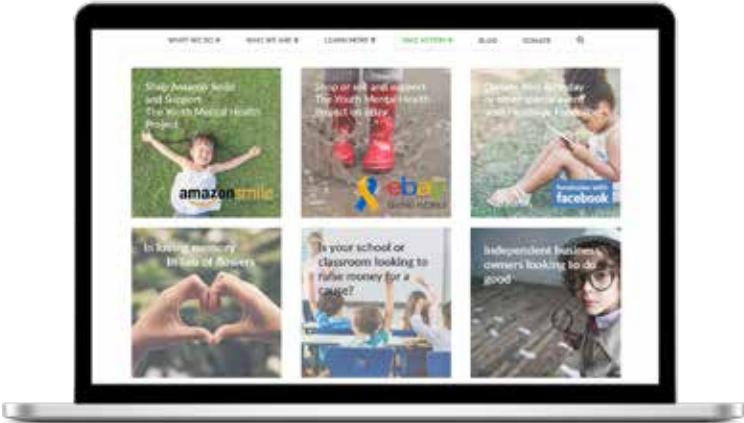 WHAT WE DO
WHO WE ARE
LEARN MORE
TAKE ACTION
BLOG
DONATE
Shop Amazon Smile
and Support
The Youth Mental Health
Project
amazonsmile
Shop or sell and support
The Youth Mental Health
Project on eBay
ebay
Donate your birthday
or other special event
fundraise with
facebook
In loving memory
In lieu of flowers
Is your school or
classroom looking to
raise money for a
cause?
Independent business
owners looking to do
good